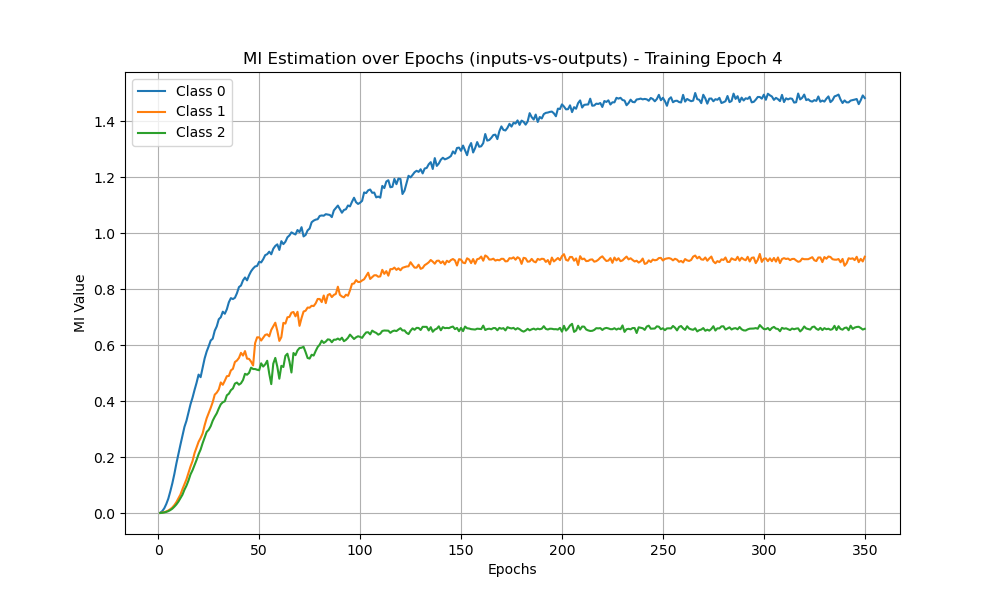 MI Estimation over Epochs (inputs-vs-outputs) - Training Epoch 4
Class 0
Class 1
Class 2
1.4
1.2
1.0
0.8
0.6
0.4
0.2
0.0
MI Value
0 50 100 150 200 250 300 350
Epochs